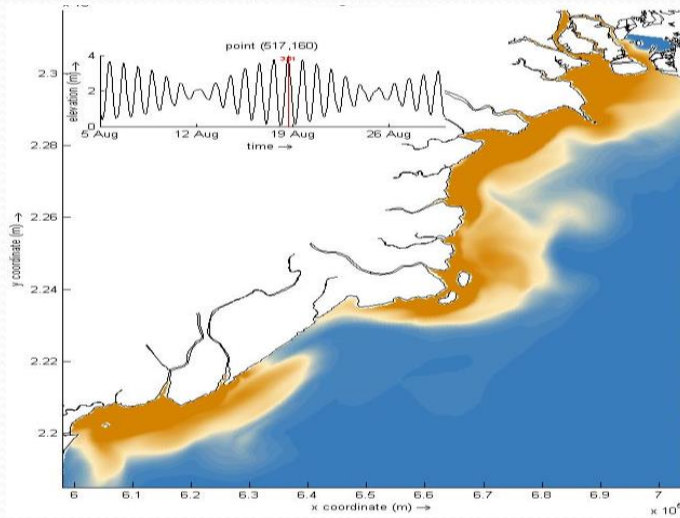 point (517,160)
elevation (m) →
4
2
0
5 Aug 12 Aug 19 Aug 26 Aug
time →
y coordinate (m) →
2.3
2.28
2.26
2.24
2.22
2.2
6 6.1 6.2 6.3 6.4 6.5 6.6 6.7 6.8 6.9 7
x coordinate (m) →